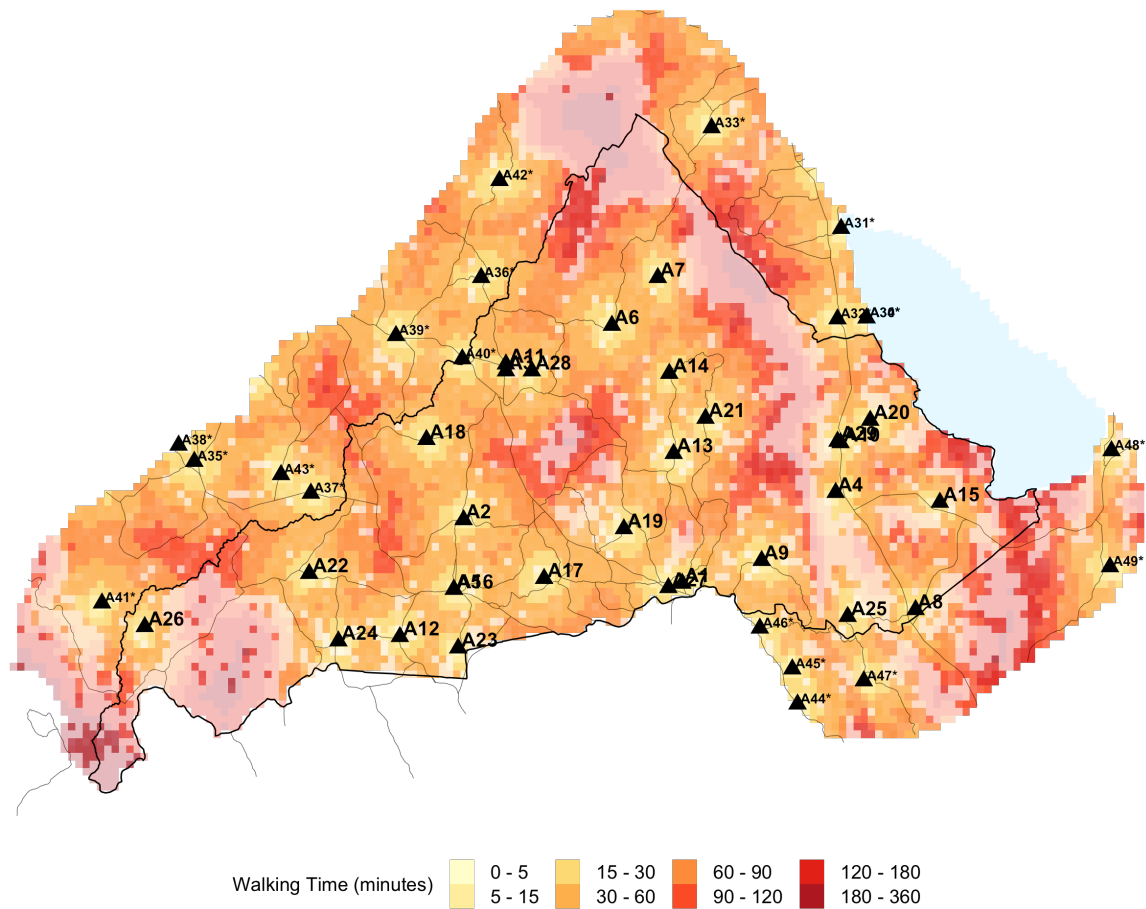 A33*
A42*
A31*
A7
A36*
A6
A32*
A39*
A40*
A11
A28
A14
A21
A20
A18
A38*
A35*
A13
A48*
A43*
A37*
A4
A15
A2
A19
A9
A49*
A22
A17
A1
A16
A41*
A26
A25
A8
A46*
A24
A12
A23
A45*
A47*
A44*
Walking Time (minutes)
0 - 5
15 - 30
60 - 90
120 - 180
5 - 15
30 - 60
90 - 120
180 - 360